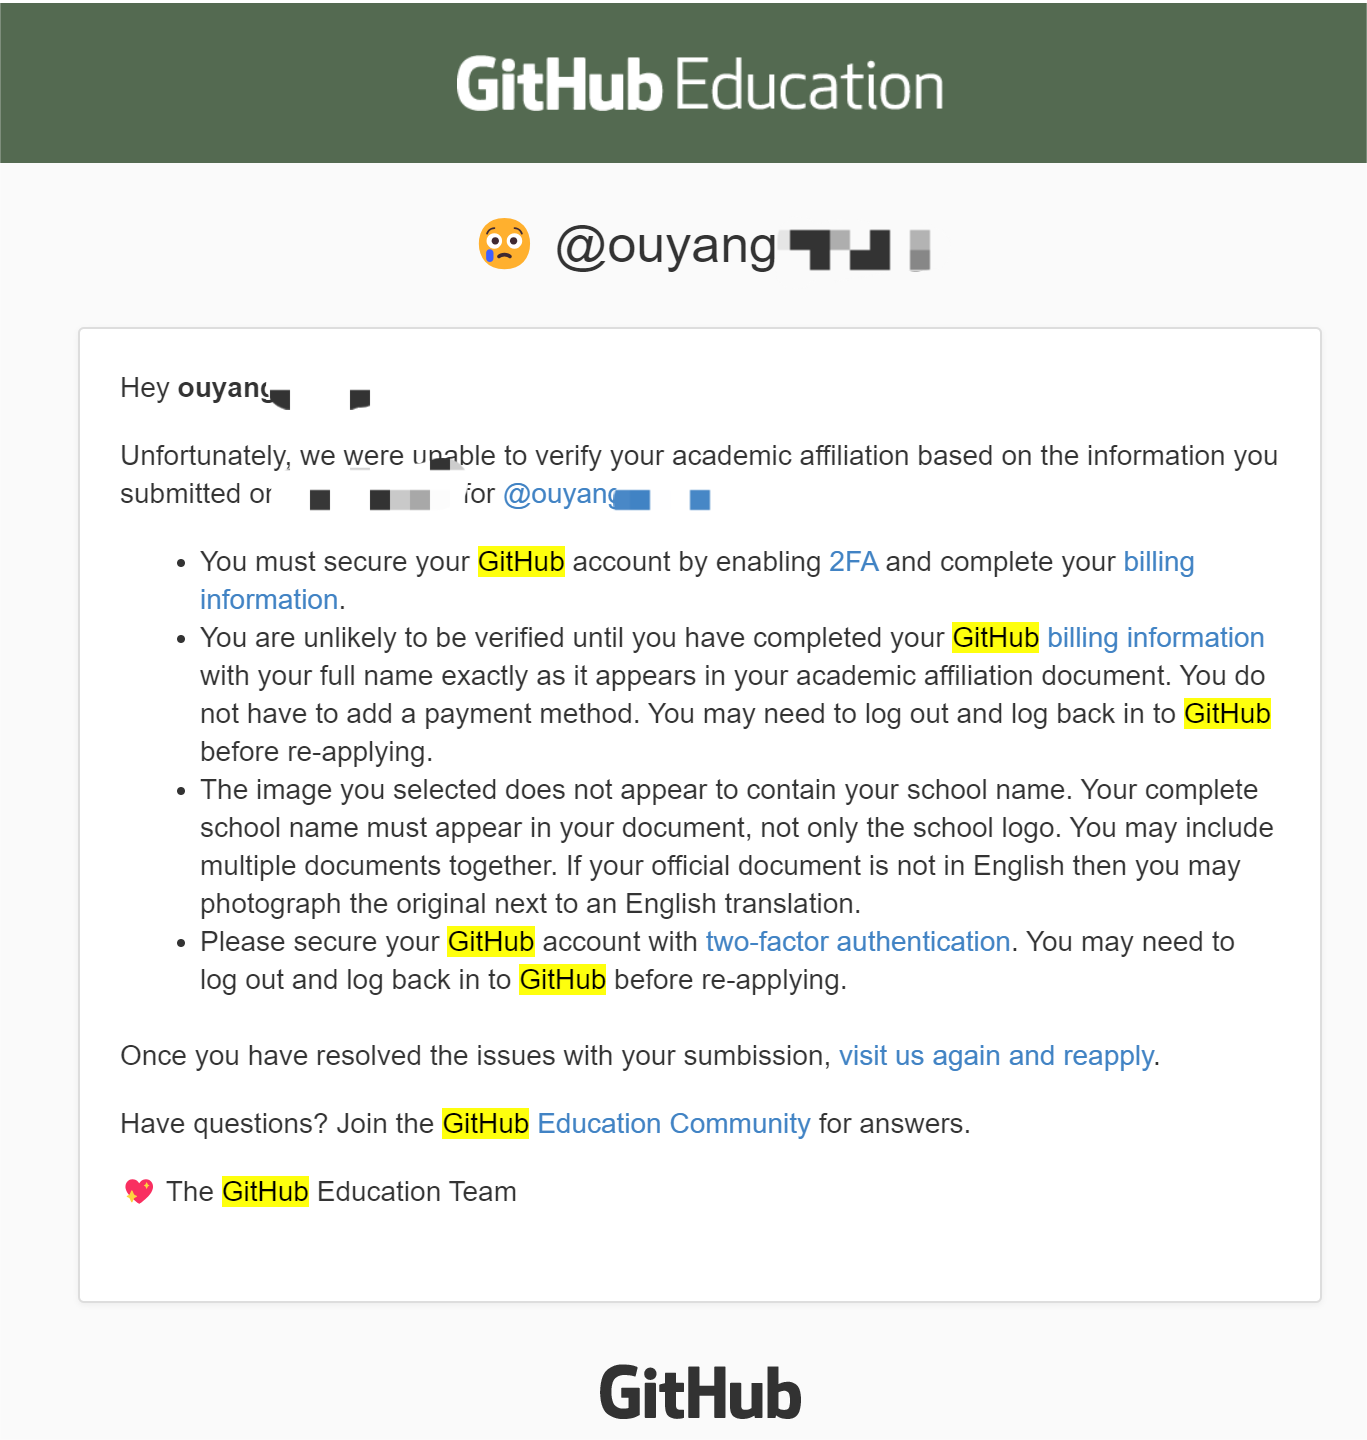 GitHub Education
@ouyang
Hey ouyang
Unfortunately, we were unable to verify your academic affiliation based on the information you
submitted for @ouyang
• You must secure your GitHub account by enabling 2FA and complete your billing
information.
• You are unlikely to be verified until you have completed your GitHub billing information
with your full name exactly as it appears in your academic affiliation document. You do
not have to add a payment method. You may need to log out and log back in to GitHub
before re-applying.
• The image you selected does not appear to contain your school name. Your complete
school name must appear in your document, not only the school logo. You may include
multiple documents together. If your official document is not in English then you may
photograph the original next to an English translation.
• Please secure your GitHub account with two-factor authentication. You may need to
log out and log back in to GitHub before re-applying.
Once you have resolved the issues with your sumbission, visit us again and reapply.
Have questions? Join the GitHub Education Community for answers.
The GitHub Education Team
GitHub